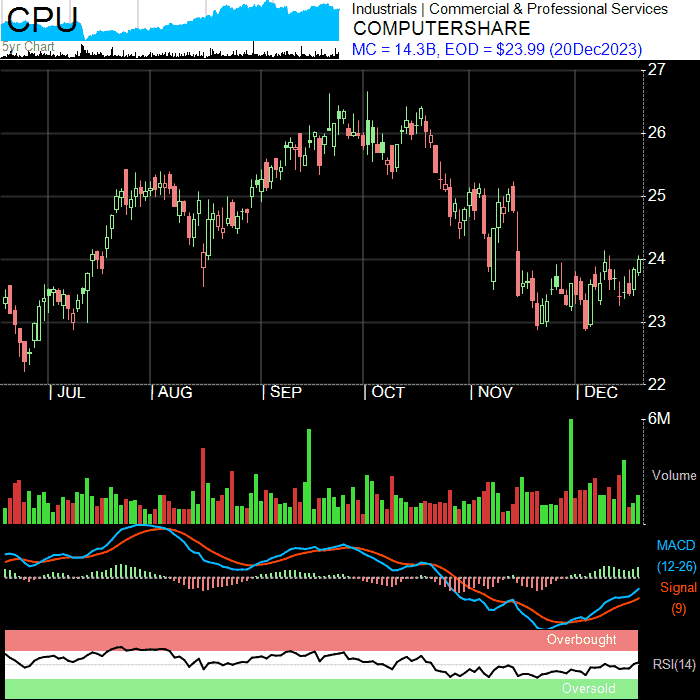 CPU
5yr Chart
Industrials | Commercial & Professional Services
COMPUTERSHARE
MC = 14.3B, EOD = $23.99 (20Dec2023)
27
26
25
24
23
22
| JUL | AUG | SEP | OCT | NOV | DEC
6M
Volume
MACD
(12-26)
Signal
(9)
Overbought
RSI(14)
Oversold